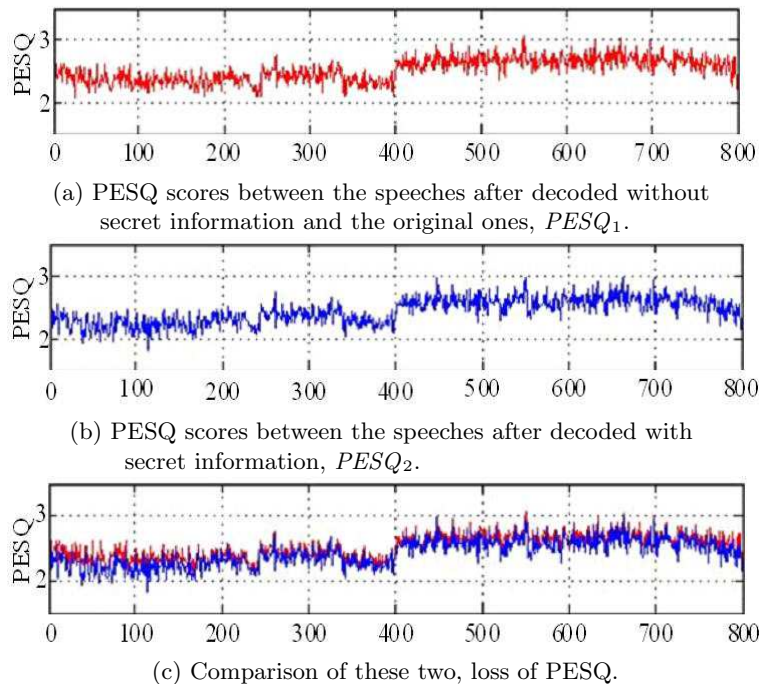 PESQ
3
2
0 100 200 300 400 500 600 700 800
(a) PESQ scores between the speeches after decoded without
secret information and the original ones, PESQ₁.
PESQ
3
2
0 100 200 300 400 500 600 700 800
(b) PESQ scores between the speeches after decoded with
secret information, PESQ₂.
PESQ
3
2
0 100 200 300 400 500 600 700 800
(c) Comparison of these two, loss of PESQ.